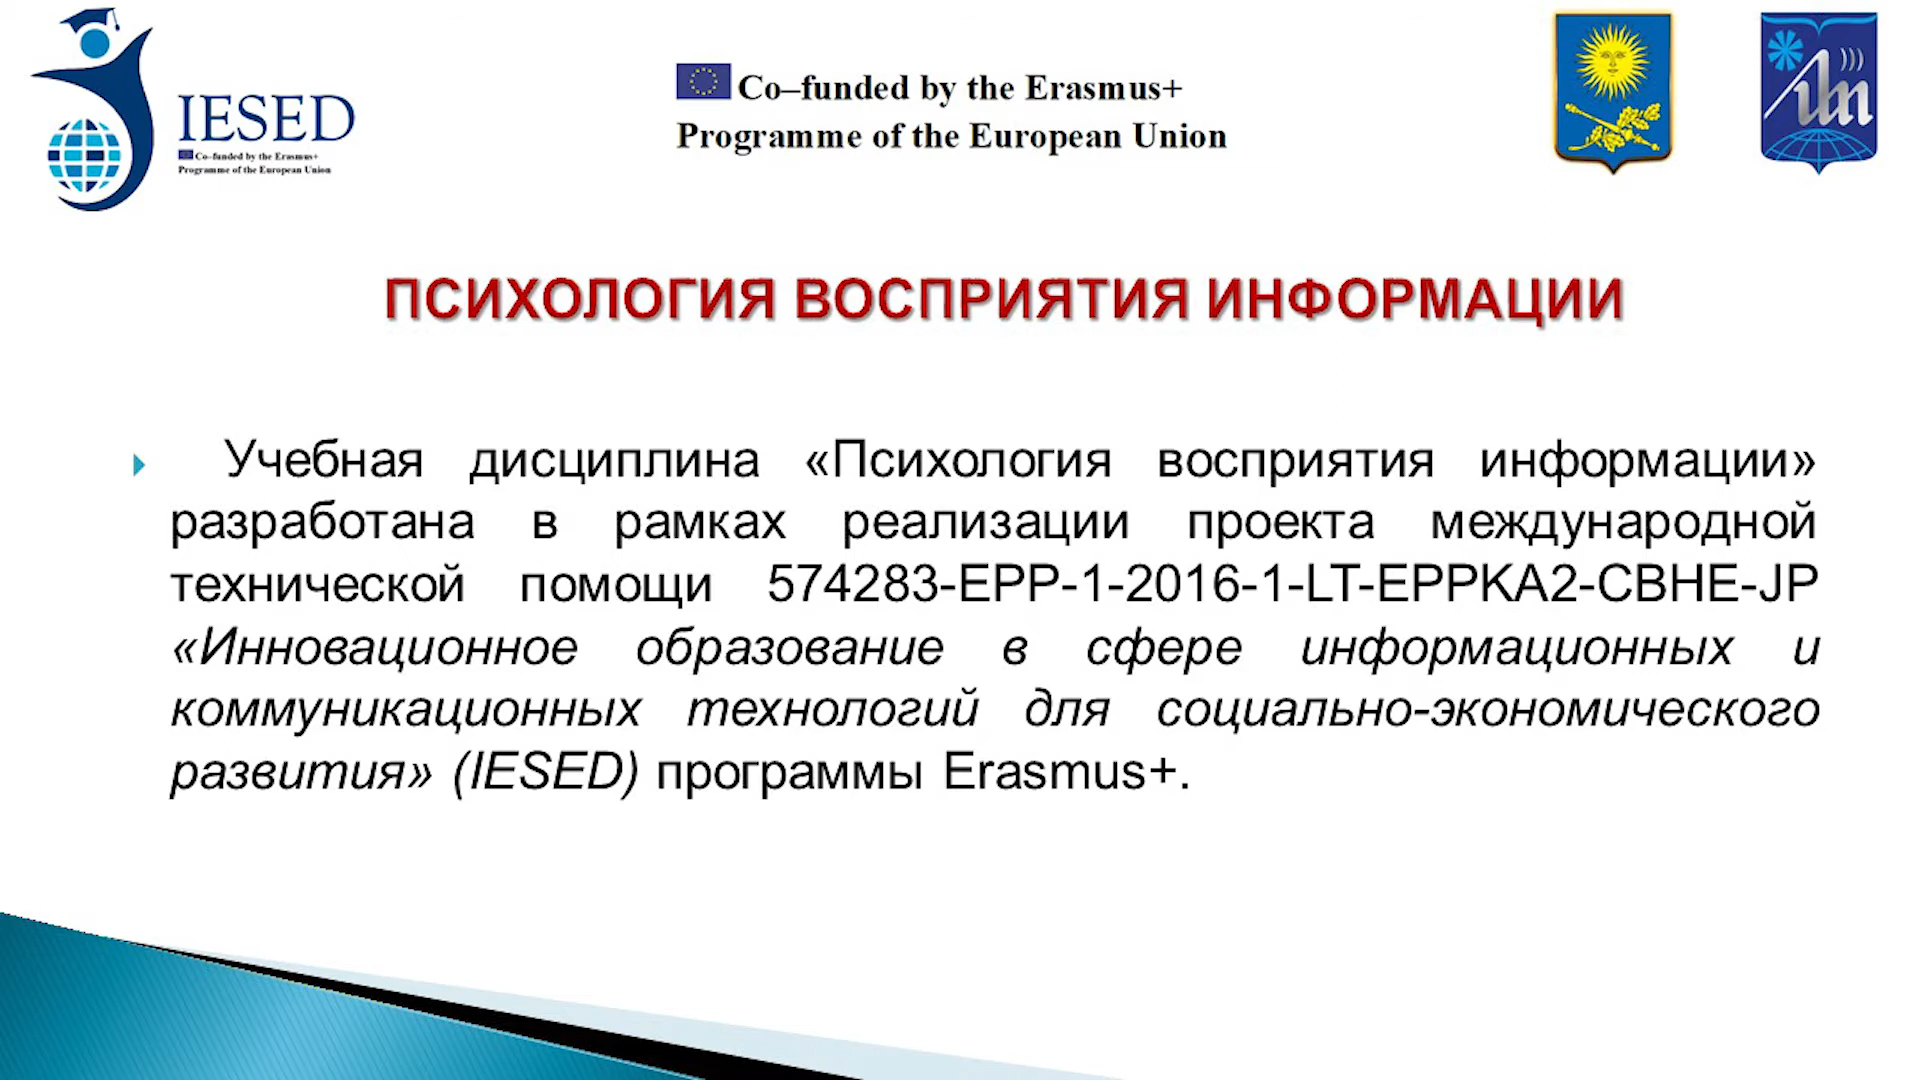 IESED
Co–funded by the Erasmus+
Programme of the European Union
Co–funded by the Erasmus+
Programme of the European Union
ПСИХОЛОГИЯ ВОСПРИЯТИЯ ИНФОРМАЦИИ
Учебная дисциплина «Психология восприятия информации»
разработана в рамках реализации проекта международной
технической помощи 574283-EPP-1-2016-1-LT-EPPKA2-CBHE-JP
«Инновационное образование в сфере информационных и
коммуникационных технологий для социально-экономического
развития» (IESED) программы Erasmus+.